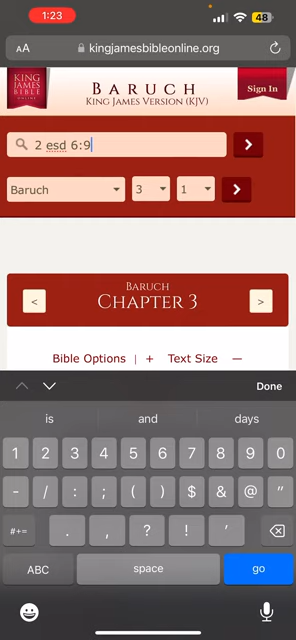 1:23
48
AA
kingjamesbibleonline.org
KING
JAMES
BIBLE
ONLINE
BARUCH
KING JAMES VERSION (KJV)
Sign In
2 esd 6:9
>
Baruch
3
1
>
<
BARUCH
CHAPTER 3
>
Bible Options | + Text Size —
Done
is and days
1 2 3 4 5 6 7 8 9 0
- / : ; ( ) $ & @ "
#+= . , ? ! '
ABC space go